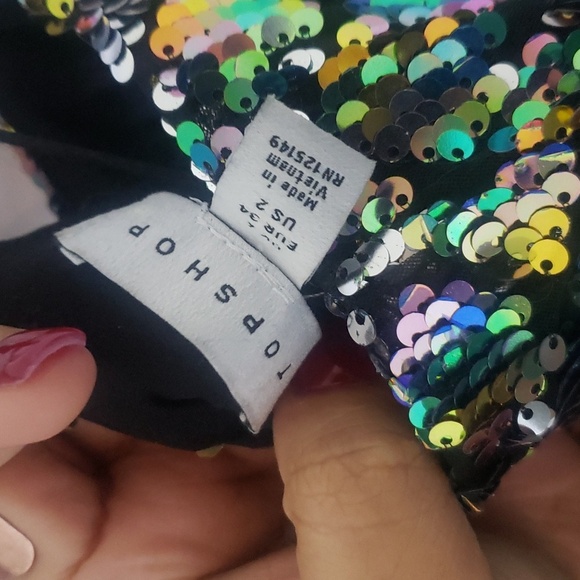 TOPSHOP
EUR 34
US 2
Made in
Vietnam
RN125149